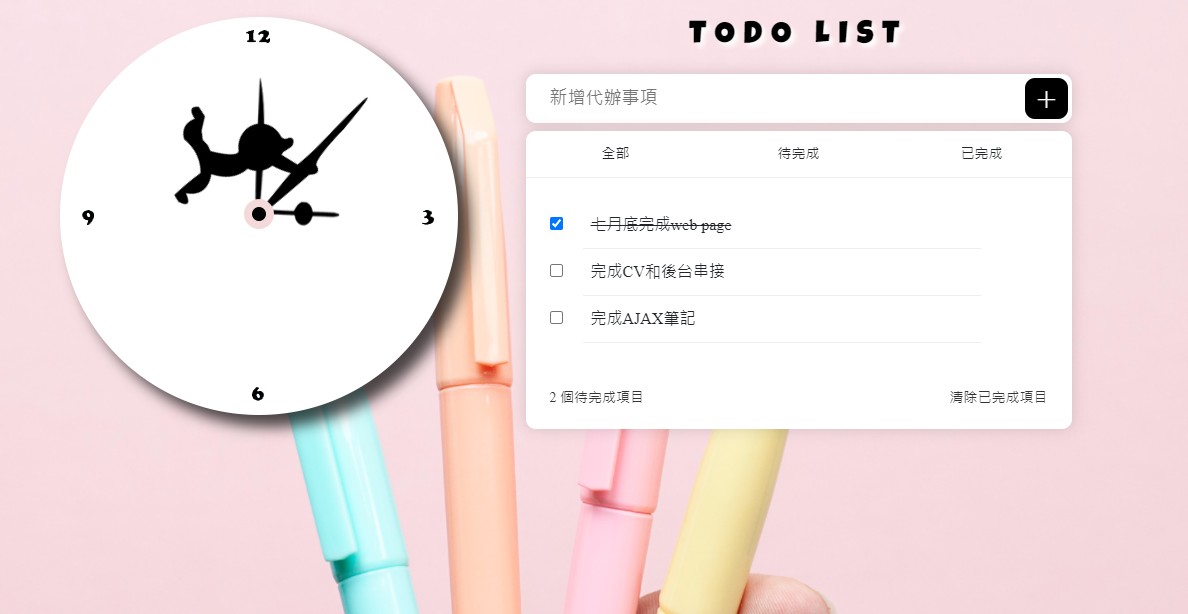 12
9
3
6
TODO LIST
新增代辦事項
全部
待完成
已完成
七月底完成web page
完成CV和後台串接
完成AJAX筆記
2 個待完成項目
清除已完成項目